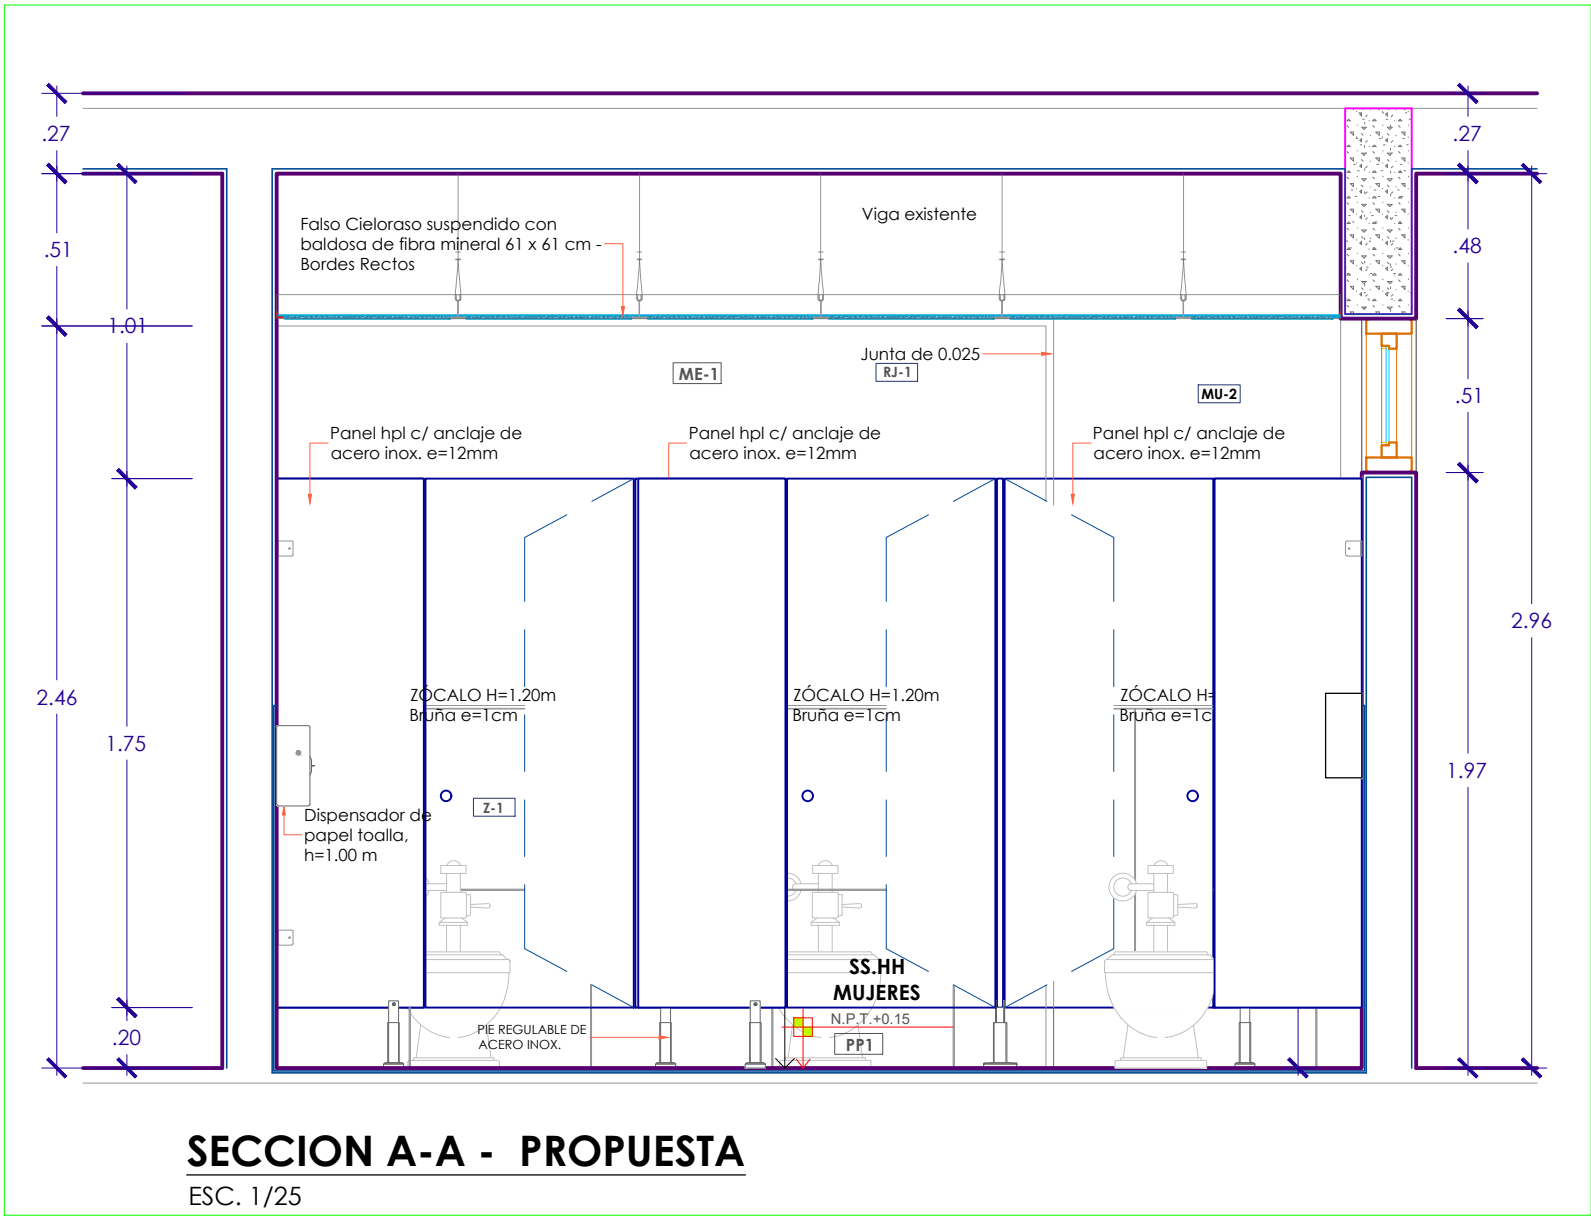 .27
.27
.51
Falso Cieloraso suspendido con
baldosa de fibra mineral 61 x 61 cm -
Bordes Rectos
Viga existente
.48
1.01
Junta de 0.025
ME-1
RJ-1
MU-2
.51
Panel hpl c/ anclaje de
acero inox. e=12mm
Panel hpl c/ anclaje de
acero inox. e=12mm
Panel hpl c/ anclaje de
acero inox. e=12mm
2.96
2.46
ZÓCALO H=1.20m
Bruña e=1cm
ZÓCALO H=1.20m
Bruña e=1cm
ZÓCALO H=
Bruña e=1c
1.75
1.97
Z-1
Dispensador de
papel toalla,
h=1.00 m
SS.HH
MUJERES
N.P.T.+0.15
PP1
PIE REGULABLE DE
ACERO INOX.
.20
SECCION A-A - PROPUESTA
ESC. 1/25